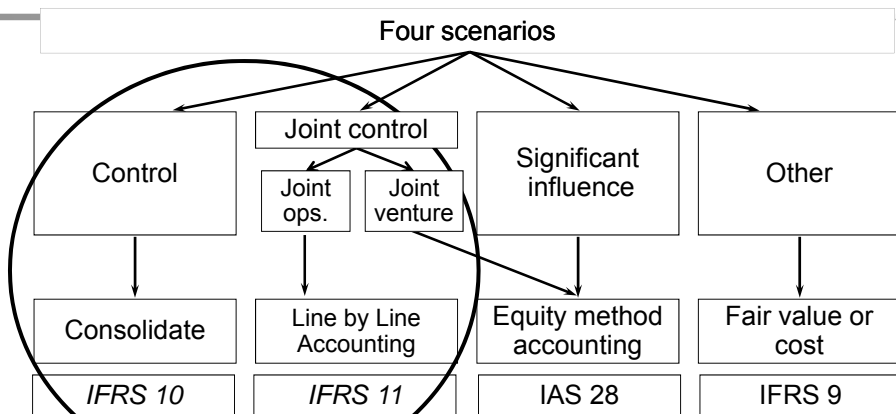 Four scenarios
Control
Joint control
Joint
ops.
Joint
venture
Significant
influence
Other
Consolidate
Line by Line
Accounting
Equity method
accounting
Fair value or
cost
IFRS 10
IFRS 11
IAS 28
IFRS 9